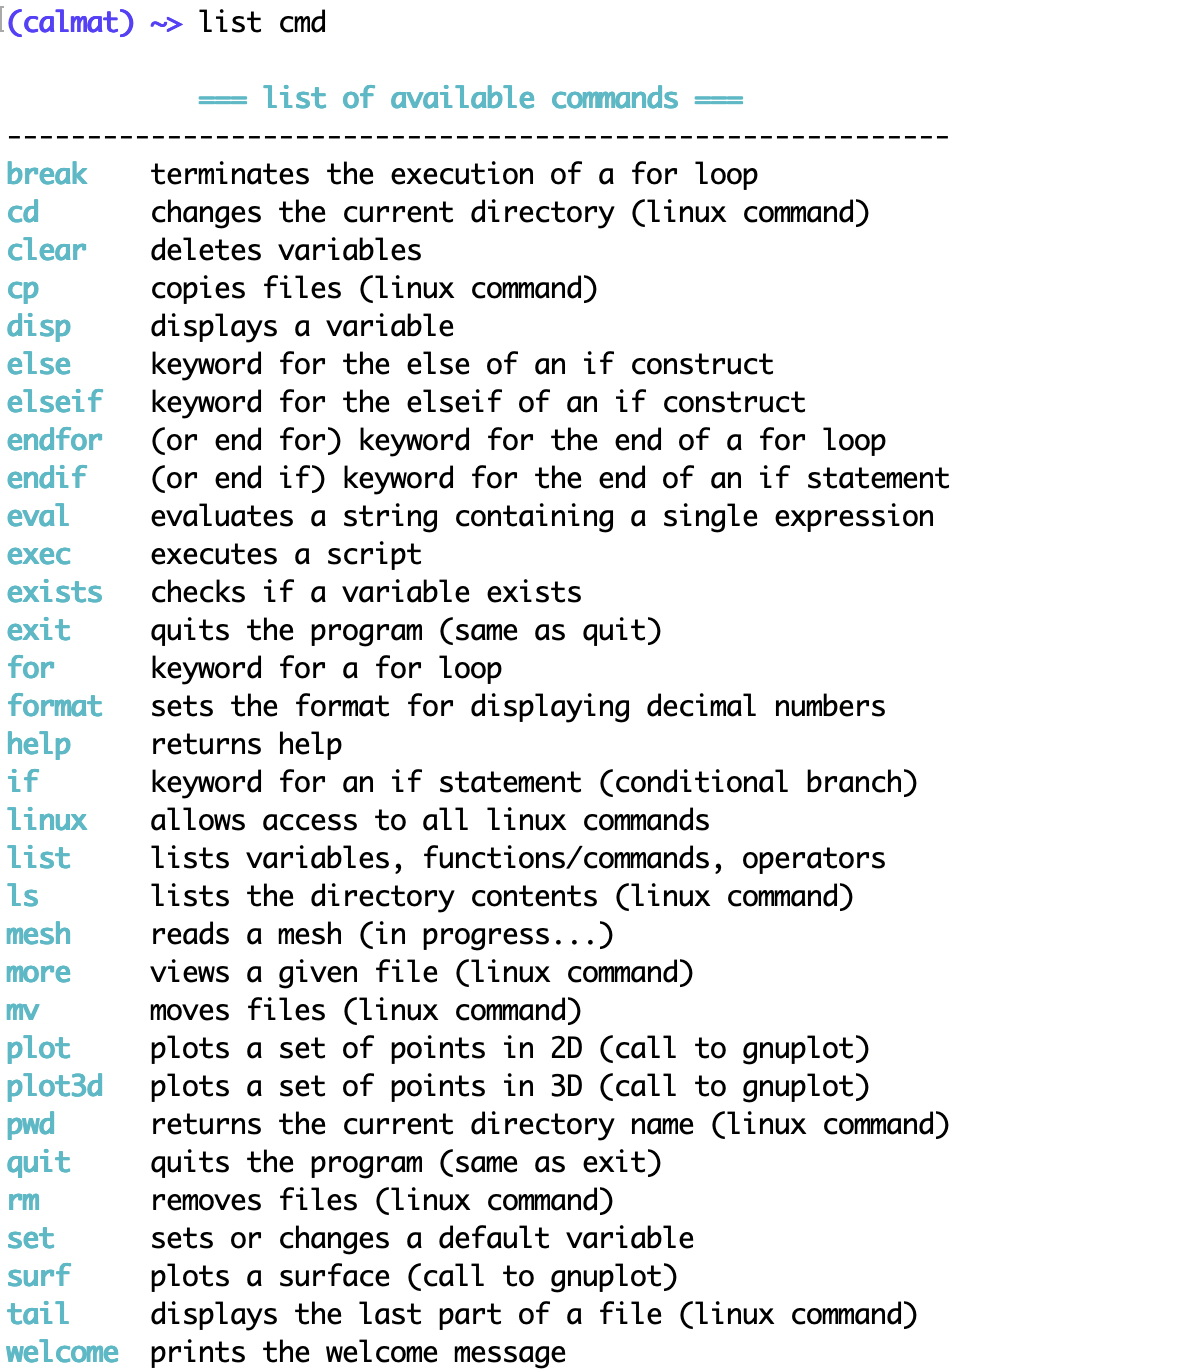 (calmat) ~> list cmd
=== list of available commands ===
-----------------------------------------------------------
break terminates the execution of a for loop
cd changes the current directory (linux command)
clear deletes variables
cp copies files (linux command)
disp displays a variable
else keyword for the else of an if construct
elseif keyword for the elseif of an if construct
endfor (or end for) keyword for the end of a for loop
endif (or end if) keyword for the end of an if statement
eval evaluates a string containing a single expression
exec executes a script
exists checks if a variable exists
exit quits the program (same as quit)
for keyword for a for loop
format sets the format for displaying decimal numbers
help returns help
if keyword for an if statement (conditional branch)
linux allows access to all linux commands
list lists variables, functions/commands, operators
ls lists the directory contents (linux command)
mesh reads a mesh (in progress...)
more views a given file (linux command)
mv moves files (linux command)
plot plots a set of points in 2D (call to gnuplot)
plot3d plots a set of points in 3D (call to gnuplot)
pwd returns the current directory name (linux command)
quit quits the program (same as exit)
rm removes files (linux command)
set sets or changes a default variable
surf plots a surface (call to gnuplot)
tail displays the last part of a file (linux command)
welcome prints the welcome message